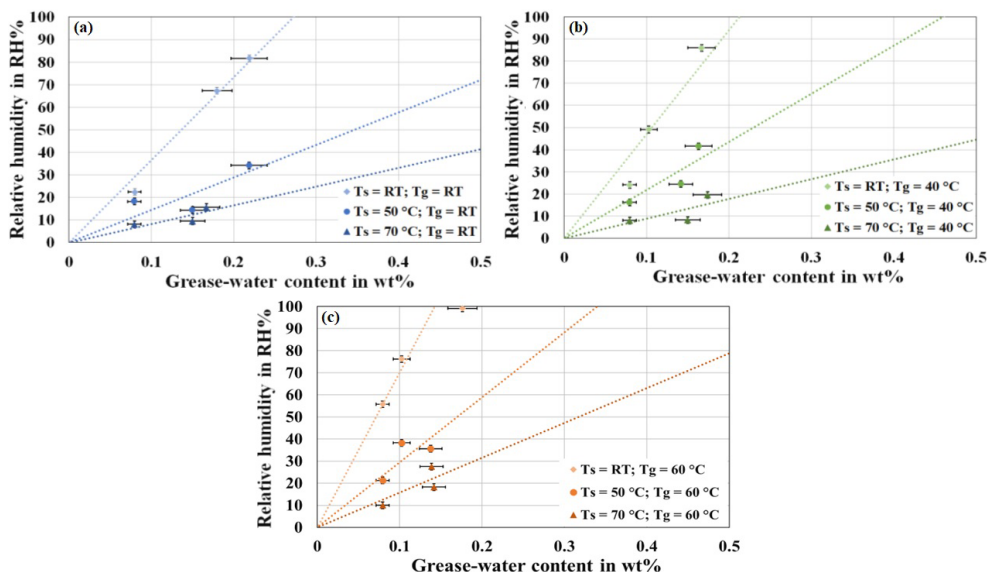 (a)
Relative humidity in RH%
100
90
80
70
60
50
40
30
20
10
0
0 0.1 0.2 0.3 0.4 0.5
Grease-water content in wt%
Ts = RT; Tg = RT
Ts = 50 °C; Tg = RT
Ts = 70 °C; Tg = RT
(b)
Relative humidity in RH%
100
90
80
70
60
50
40
30
20
10
0
0 0.1 0.2 0.3 0.4 0.5
Grease-water content in wt%
Ts = RT; Tg = 40 °C
Ts = 50 °C; Tg = 40 °C
Ts = 70 °C; Tg = 40 °C
(c)
Relative humidity in RH%
100
90
80
70
60
50
40
30
20
10
0
0 0.1 0.2 0.3 0.4 0.5
Grease-water content in wt%
Ts = RT; Tg = 60 °C
Ts = 50 °C; Tg = 60 °C
Ts = 70 °C; Tg = 60 °C